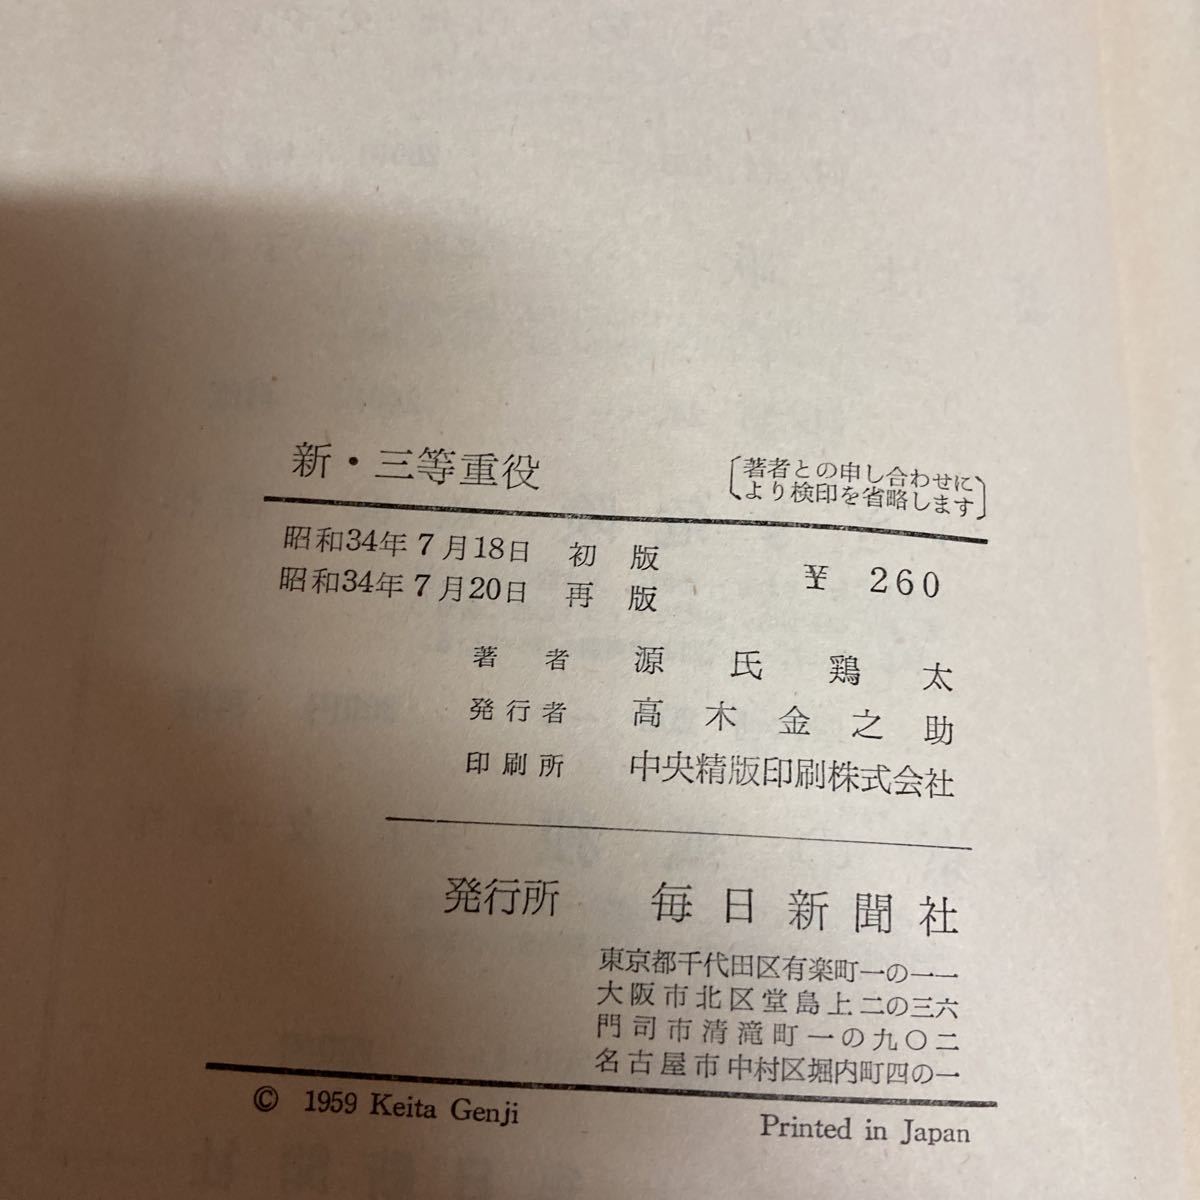 新・三等重役
〔著者との申し合わせに
より検印を省略します〕
昭和34年7月18日 初版 ¥ 260
昭和34年7月20日 再版
著者 源氏鶏太
発行者 高木金之助
印刷所 中央精版印刷株式会社
発行所 毎日新聞社
東京都千代田区有楽町一の一一
大阪市北区堂島上二の三六
門司市清滝町一の九〇二
名古屋市中村区堀内町四の一
© 1959 Keita Genji
Printed in Japan